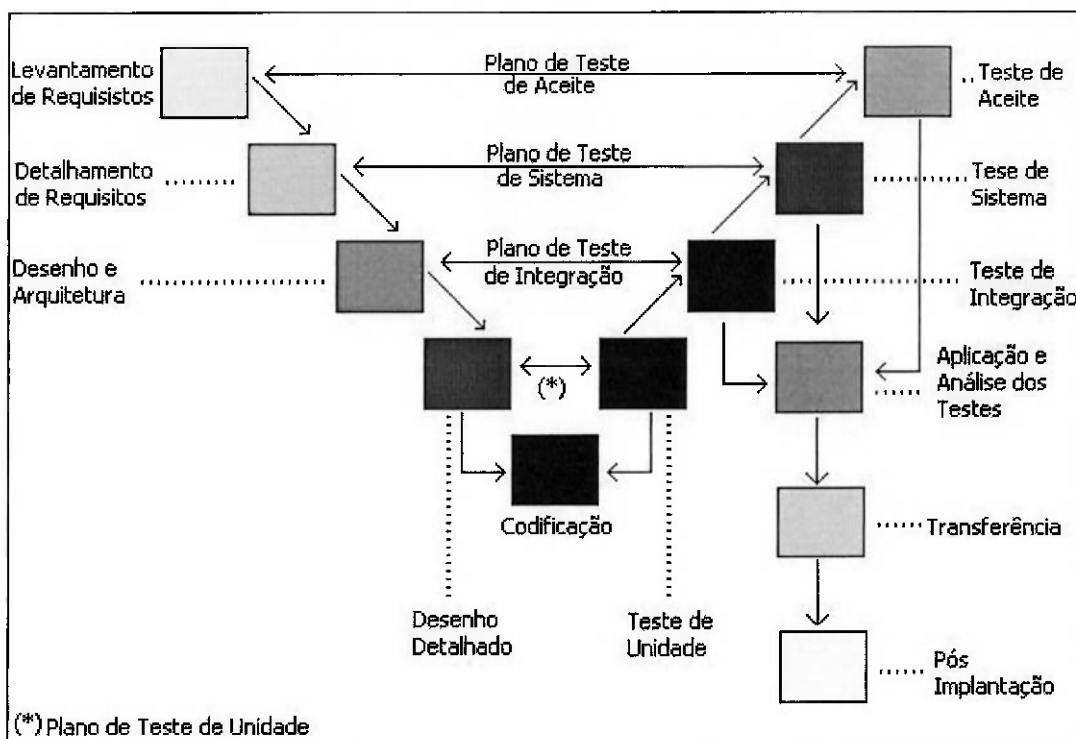 Levantamento
de Requisistos
Plano de Teste
de Aceite
Teste de
Aceite
Detalhamento
de Requisitos
Plano de Teste
de Sistema
Tese de
Sistema
Desenho e
Arquitetura
Plano de Teste
de Integração
Teste de
Integração
(*)
Aplicação e
Análise dos
Testes
Codificação
Transferência
Desenho
Detalhado
Teste de
Unidade
Pós
Implantação
(*) Plano de Teste de Unidade